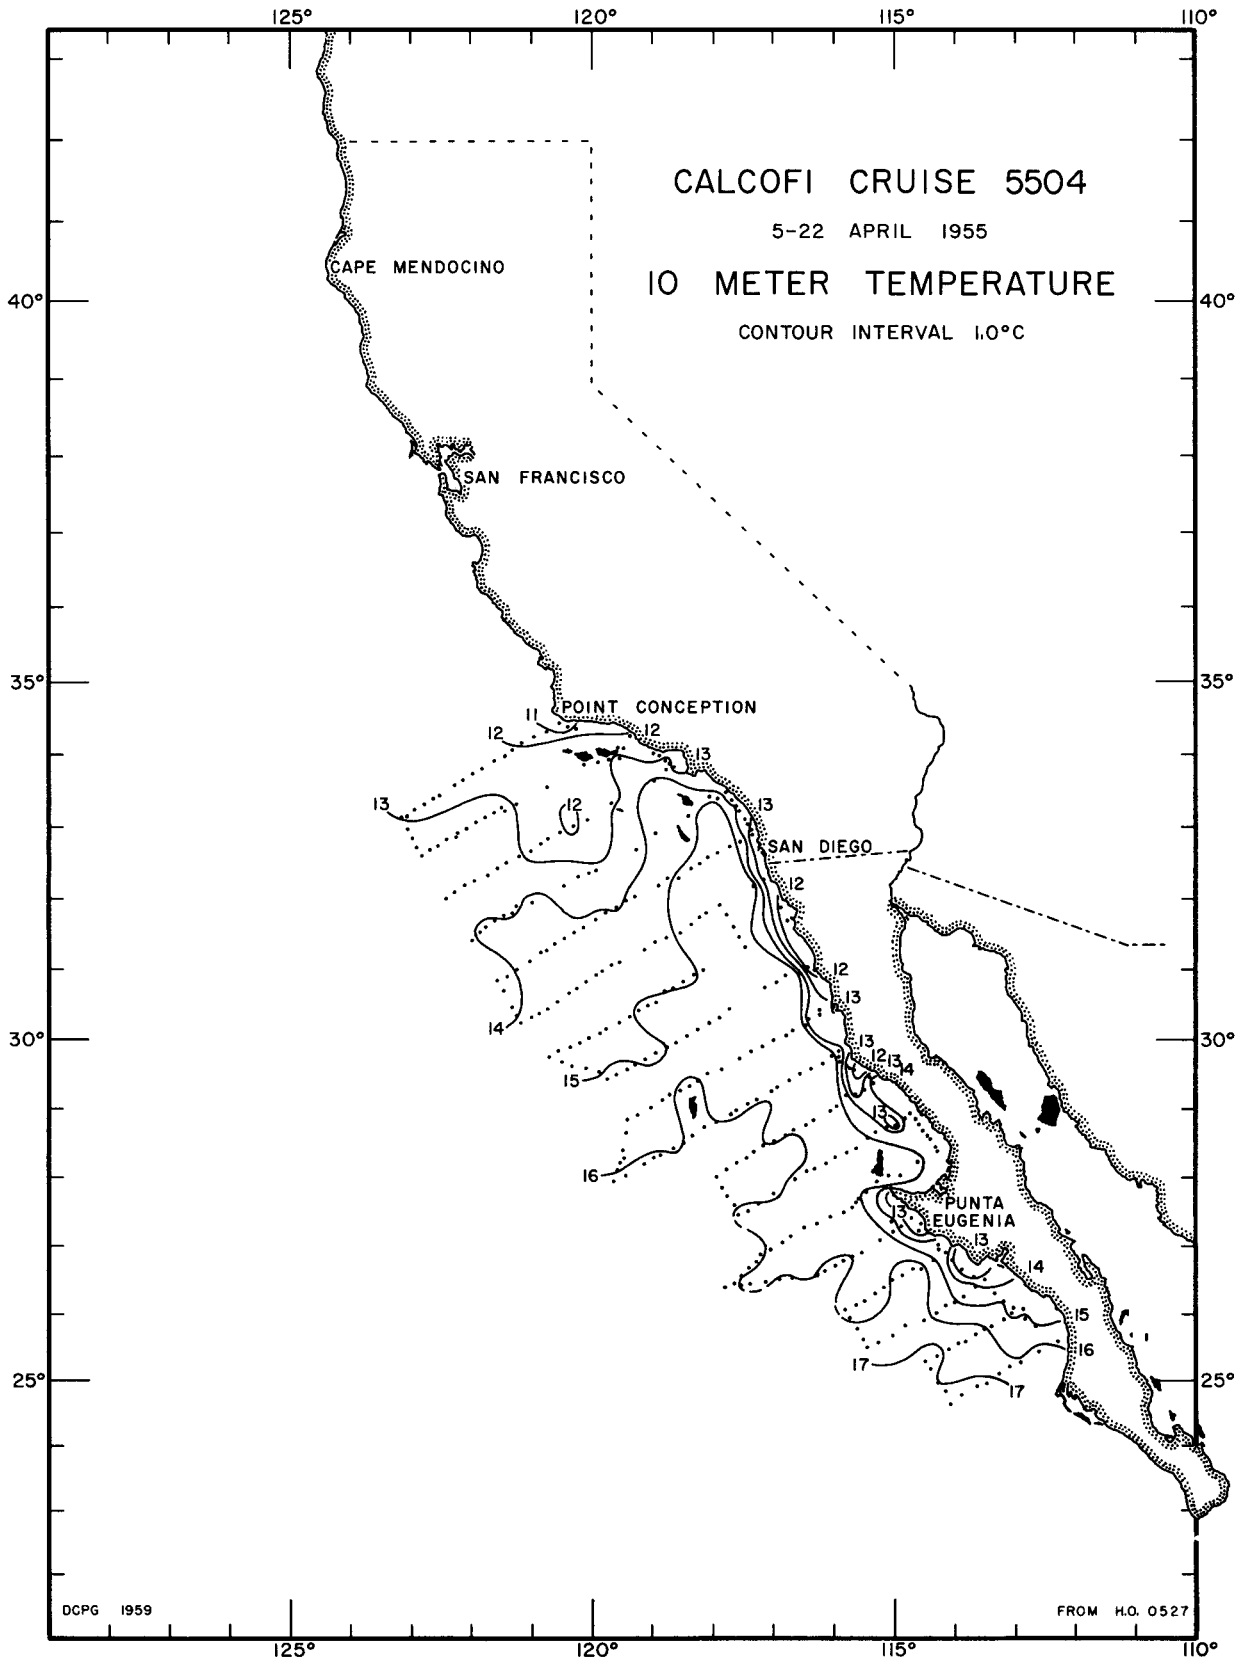 125° 120° 115° 110°
CALCOFI CRUISE 5504
5-22 APRIL 1955
CAPE MENDOCINO
10 METER TEMPERATURE
40° 40°
CONTOUR INTERVAL 1.0°C
SAN FRANCISCO
35° 35°
POINT CONCEPTION
11
12 12
13
13 12 13
SAN DIEGO
12
12
13
14
30° 30°
13
12 13 14
15
13
16
13 PUNTA
EUGENIA
13
14
15
16
17
25° 25°
17
DCPG 1959
FROM H.O. 0527
125° 120° 115° 110°